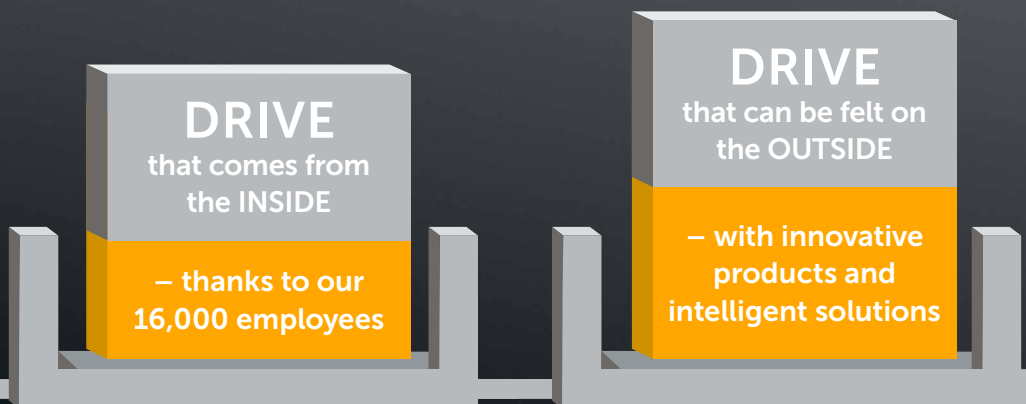 DRIVE
that comes from
the INSIDE
– thanks to our
16,000 employees
DRIVE
that can be felt on
the OUTSIDE
– with innovative
products and
intelligent solutions